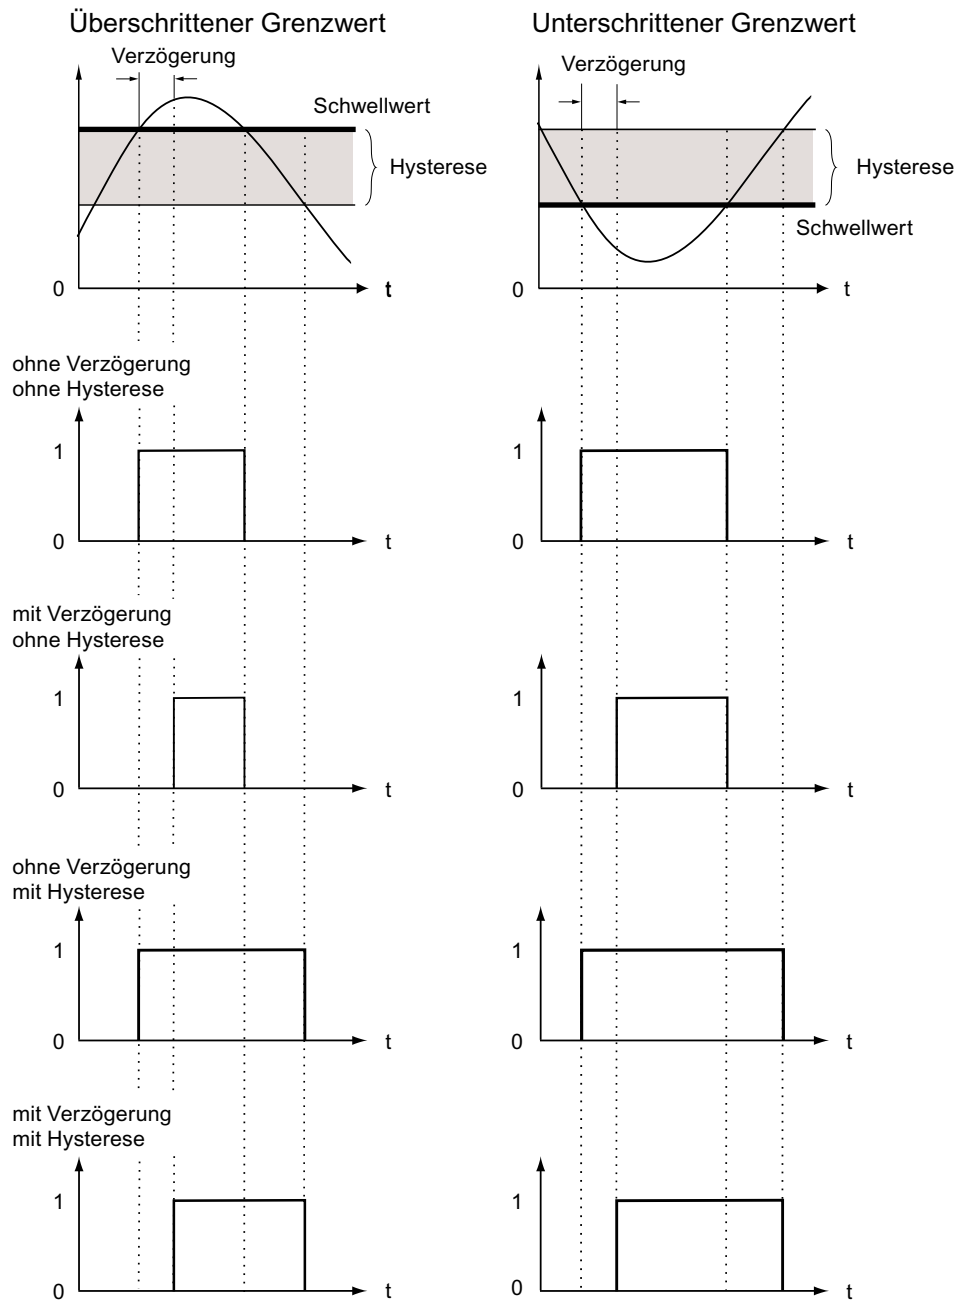 Überschrittener Grenzwert
Unterschrittener Grenzwert
Verzögerung
Schwellwert
Hysterese
0
t
Verzögerung
Hysterese
Schwellwert
0
t
ohne Verzögerung
ohne Hysterese
1
0
t
1
0
t
mit Verzögerung
ohne Hysterese
1
0
t
1
0
t
ohne Verzögerung
mit Hysterese
1
0
t
1
0
t
mit Verzögerung
mit Hysterese
1
0
t
1
0
t